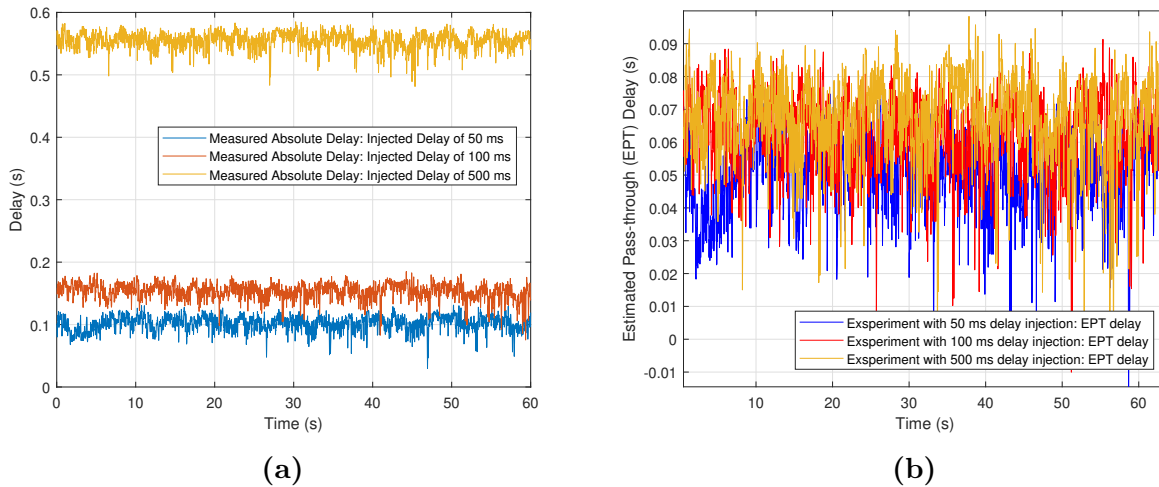 0.6
0.5
0.4
0.3
0.2
0.1
0
0
10
20
30
40
50
60
Delay (s)
Time (s)
Measured Absolute Delay: Injected Delay of 50 ms
Measured Absolute Delay: Injected Delay of 100 ms
Measured Absolute Delay: Injected Delay of 500 ms
(a)
0.09
0.08
0.07
0.06
0.05
0.04
0.03
0.02
0.01
0
-0.01
10
20
30
40
50
60
Estimated Pass-through (EPT) Delay (s)
Time (s)
Exsperiment with 50 ms delay injection: EPT delay
Exsperiment with 100 ms delay injection: EPT delay
Exsperiment with 500 ms delay injection: EPT delay
(b)